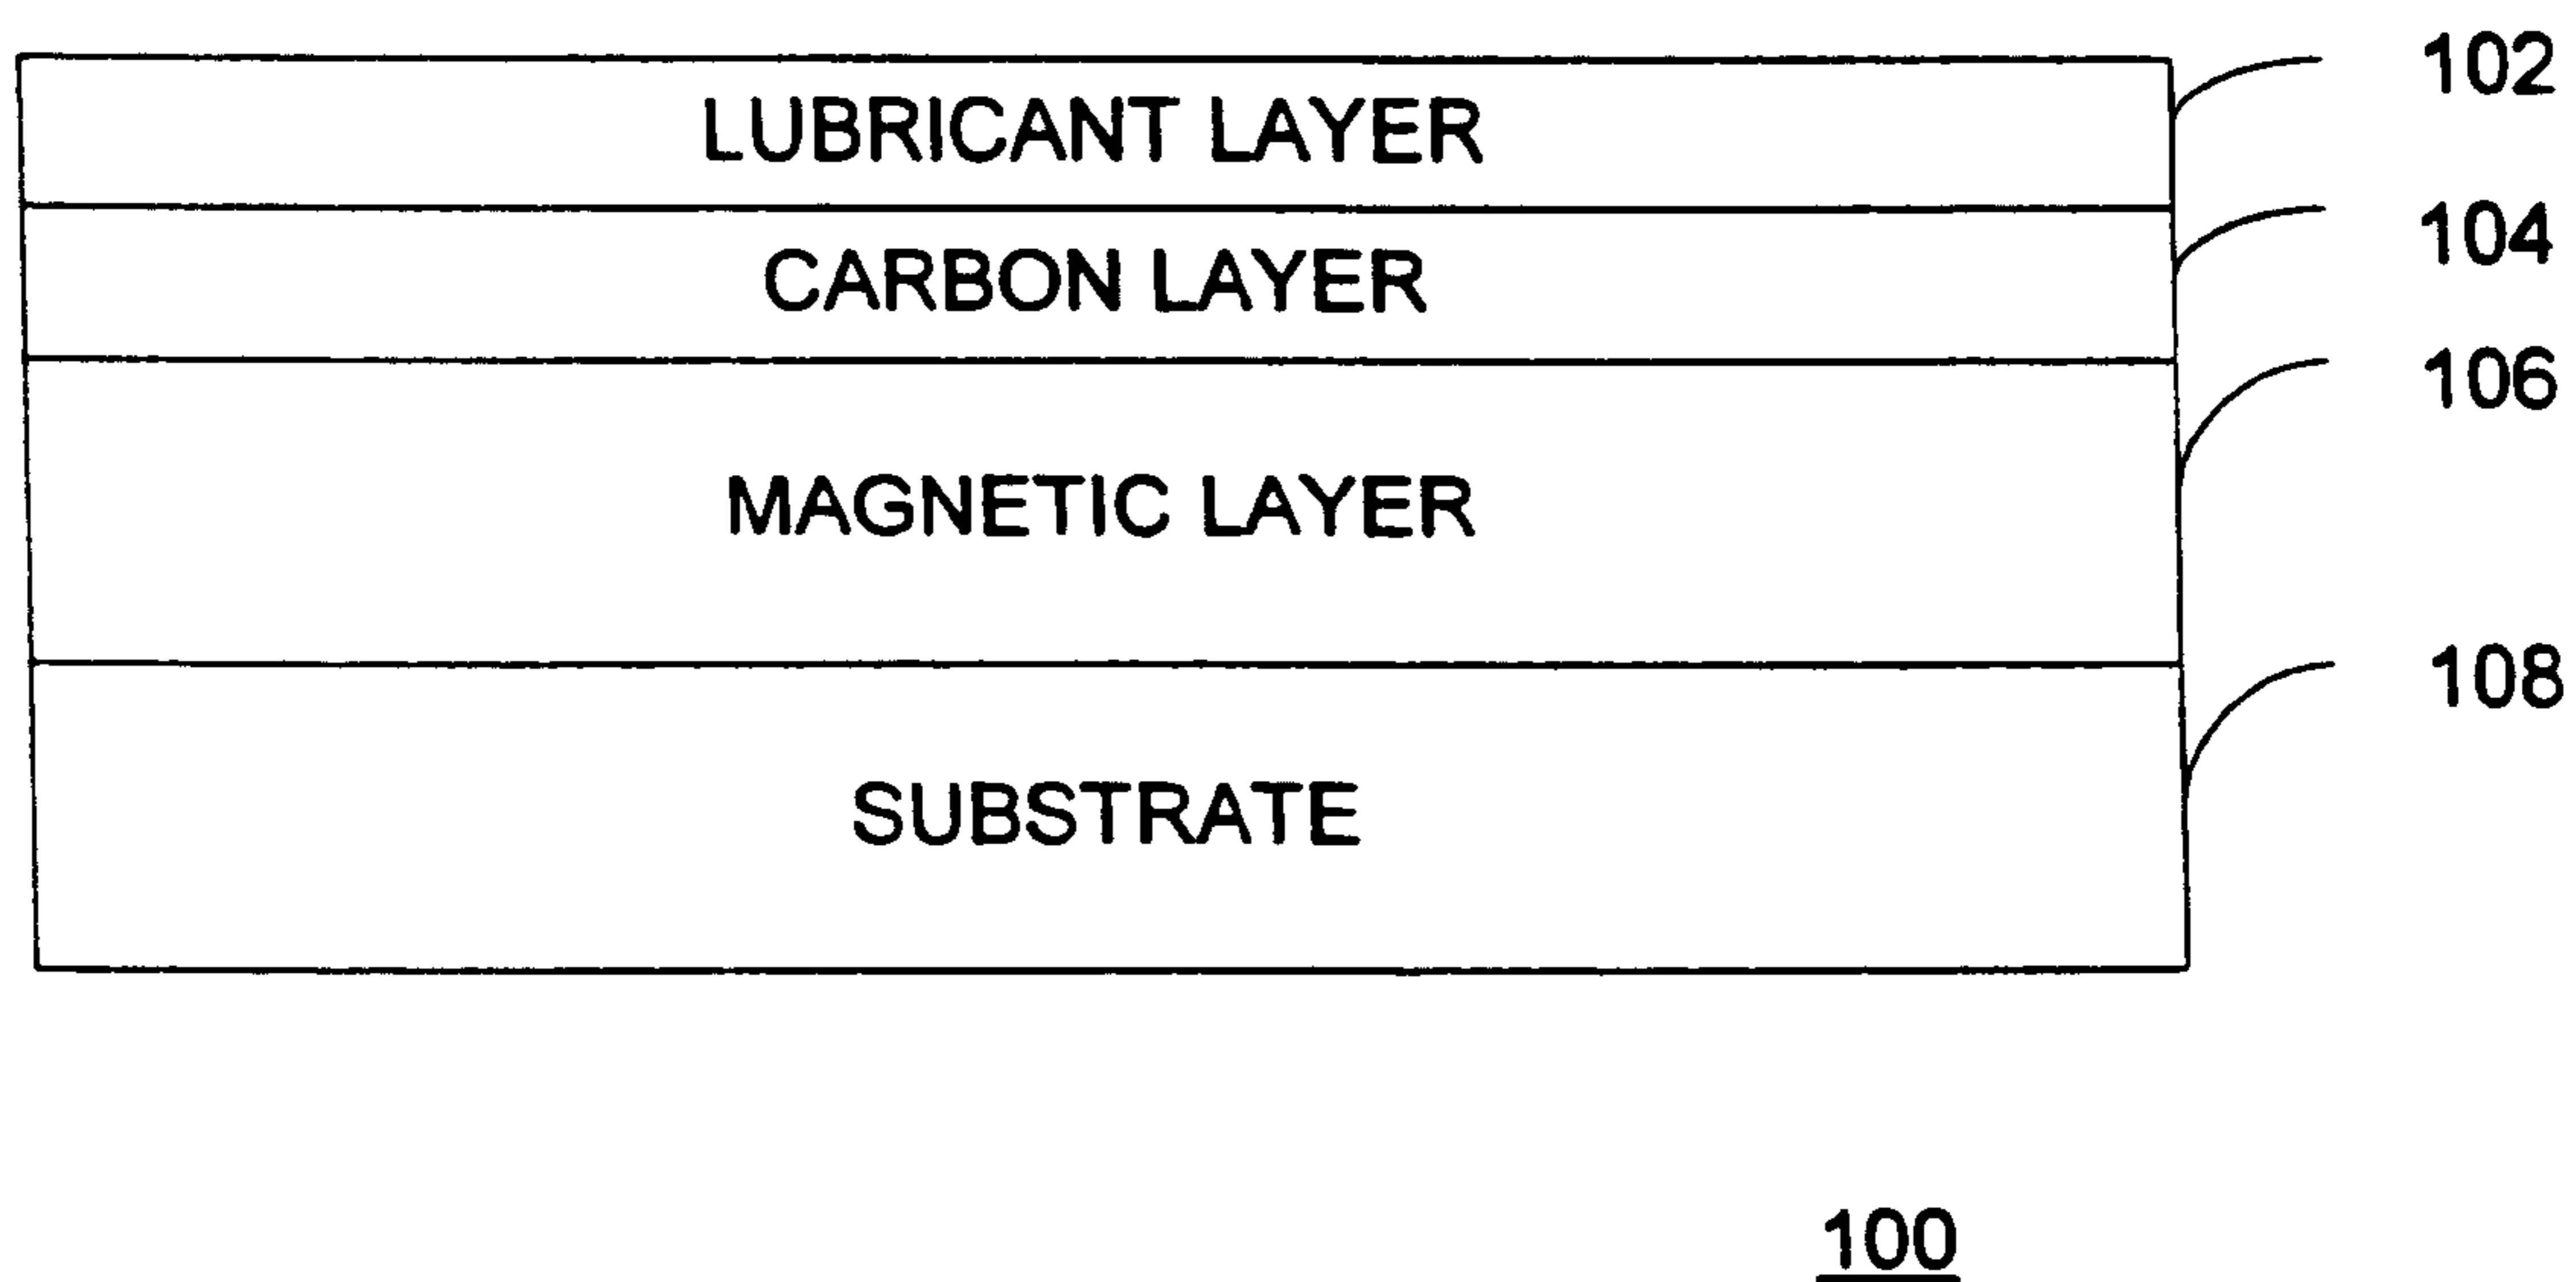 LUBRICANT LAYER
102
CARBON LAYER
104
MAGNETIC LAYER
106
SUBSTRATE
108
100